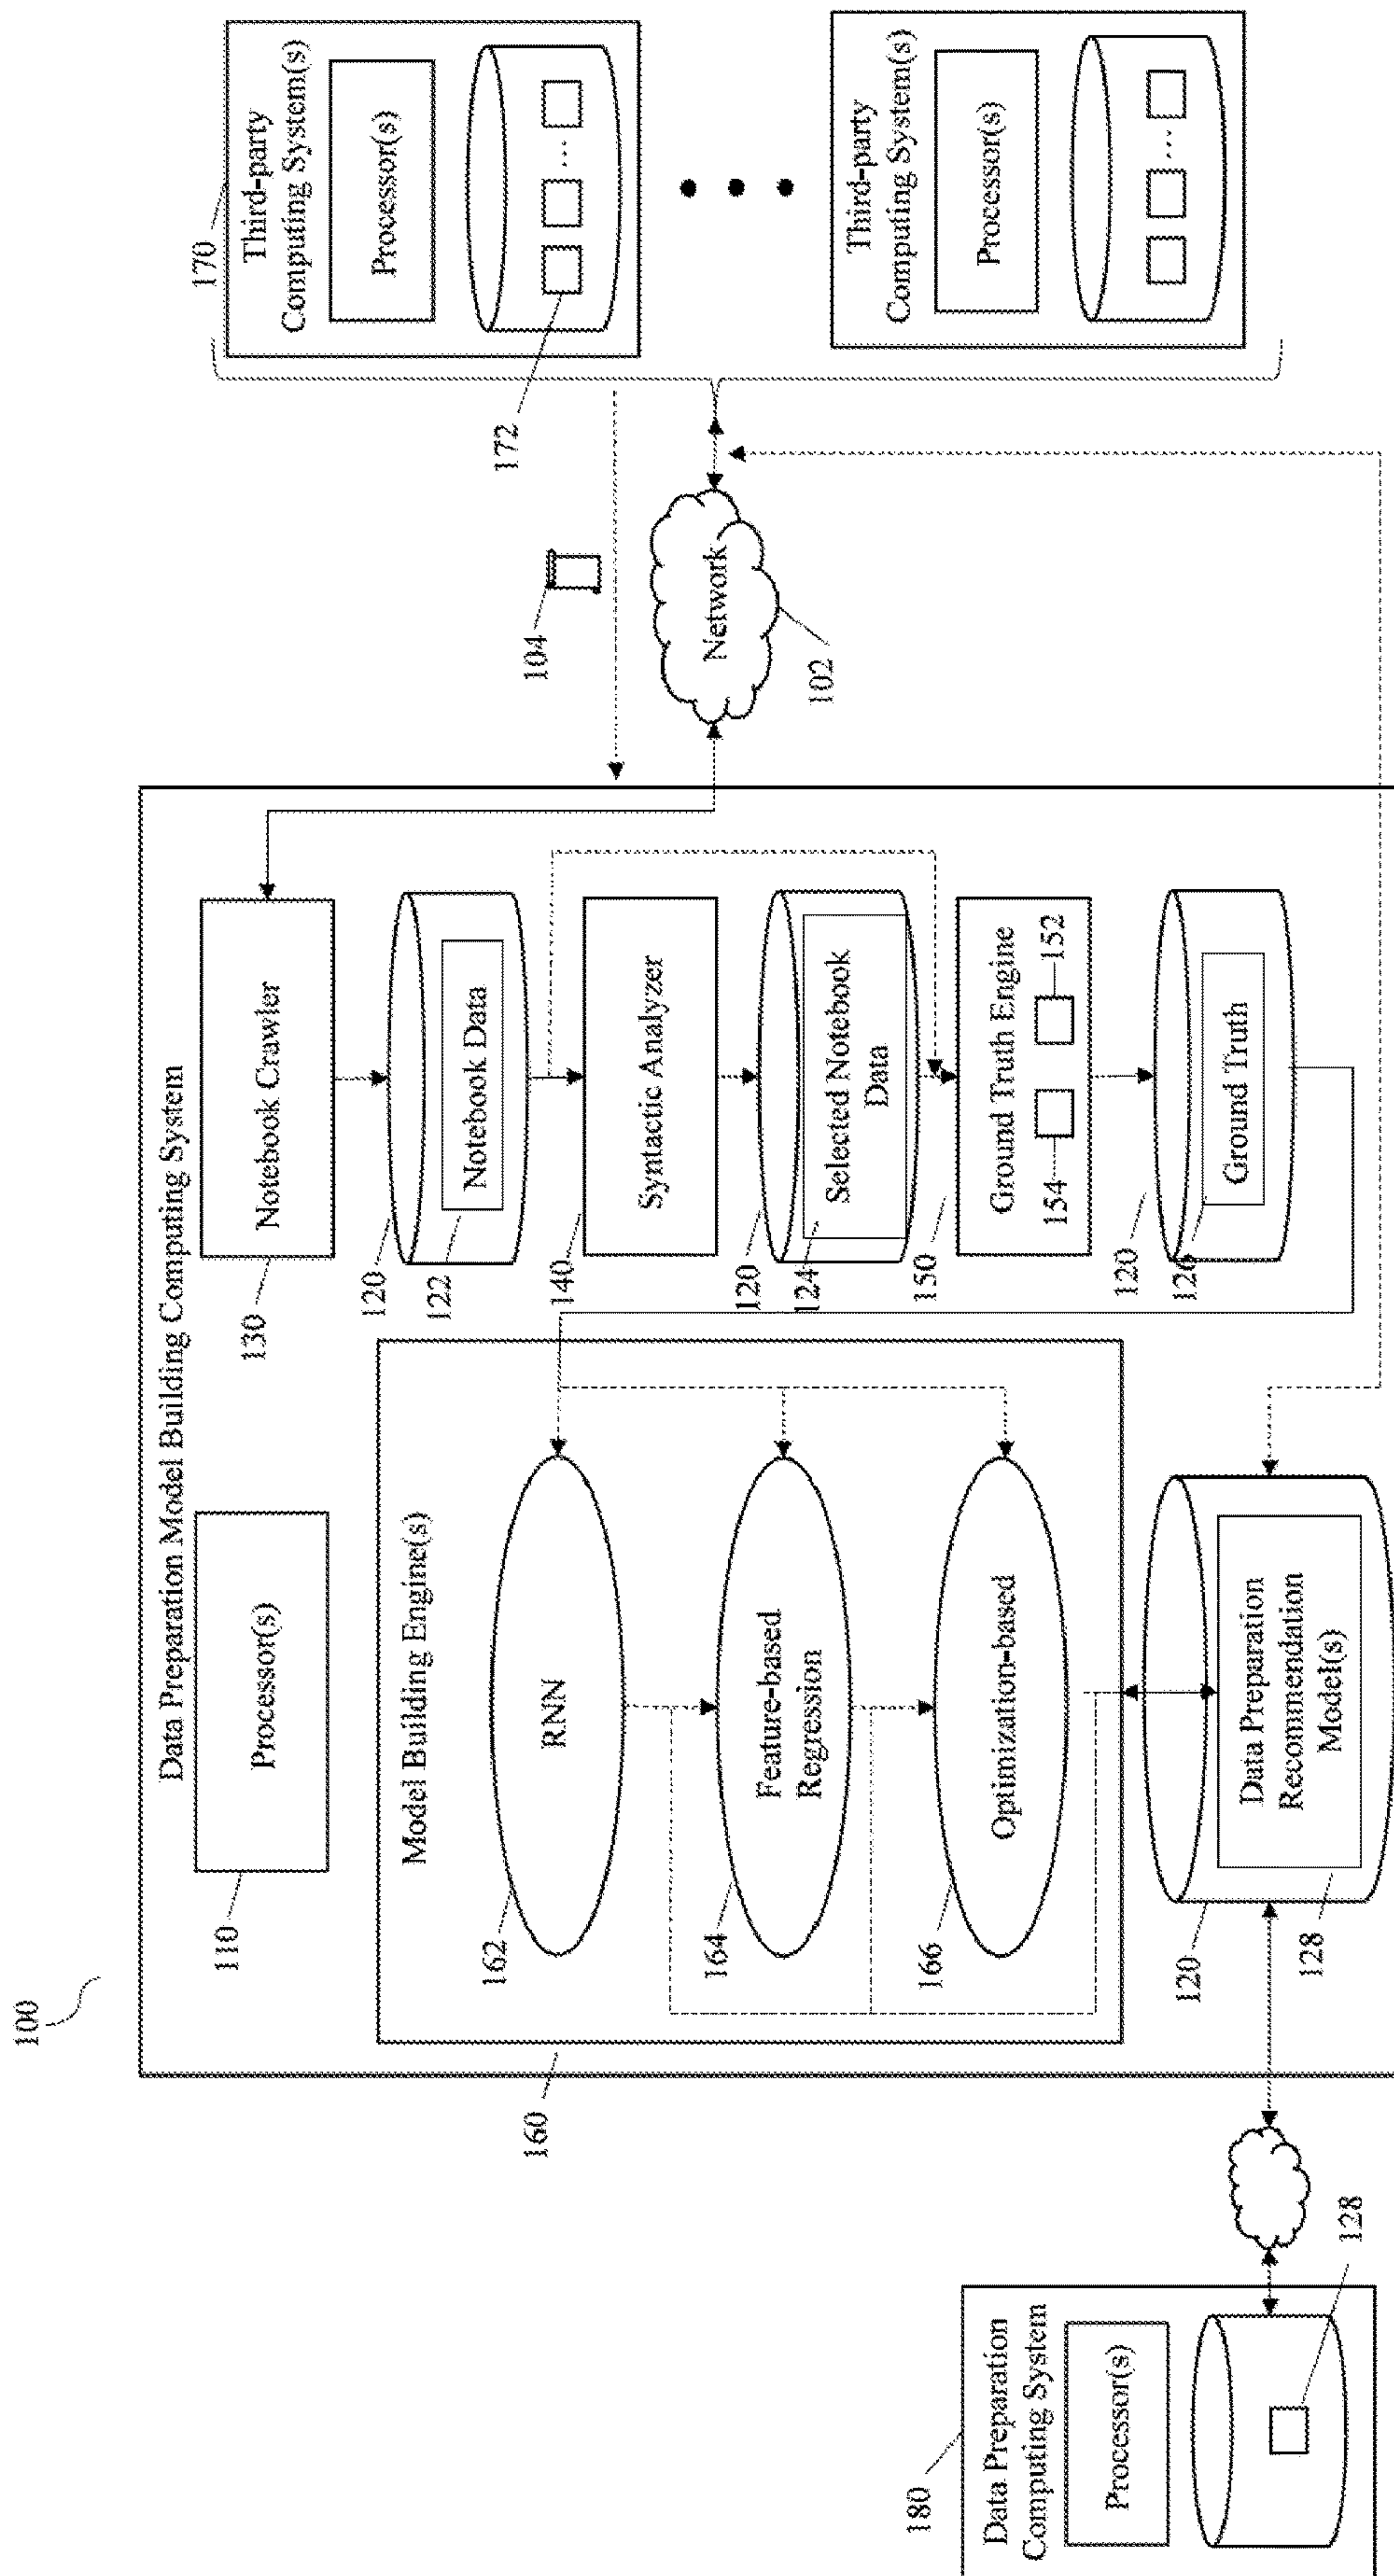 100
Data Preparation Model Building Computing System
110
Processor(s)
130
Notebook Crawler
120
122
Notebook Data
140
Syntactic Analyzer
120
124
Selected Notebook
Data
150
Ground Truth Engine
154
152
120
126
Ground Truth
160
Model Building Engine(s)
162
RNN
164
Feature-based
Regression
166
Optimization-based
120
128
Data Preparation
Recommendation
Model(s)
180
Data Preparation
Computing System
Processor(s)
128
104
Network
102
170
Third-party
Computing System(s)
Processor(s)
172
...
Third-party
Computing System(s)
Processor(s)
...